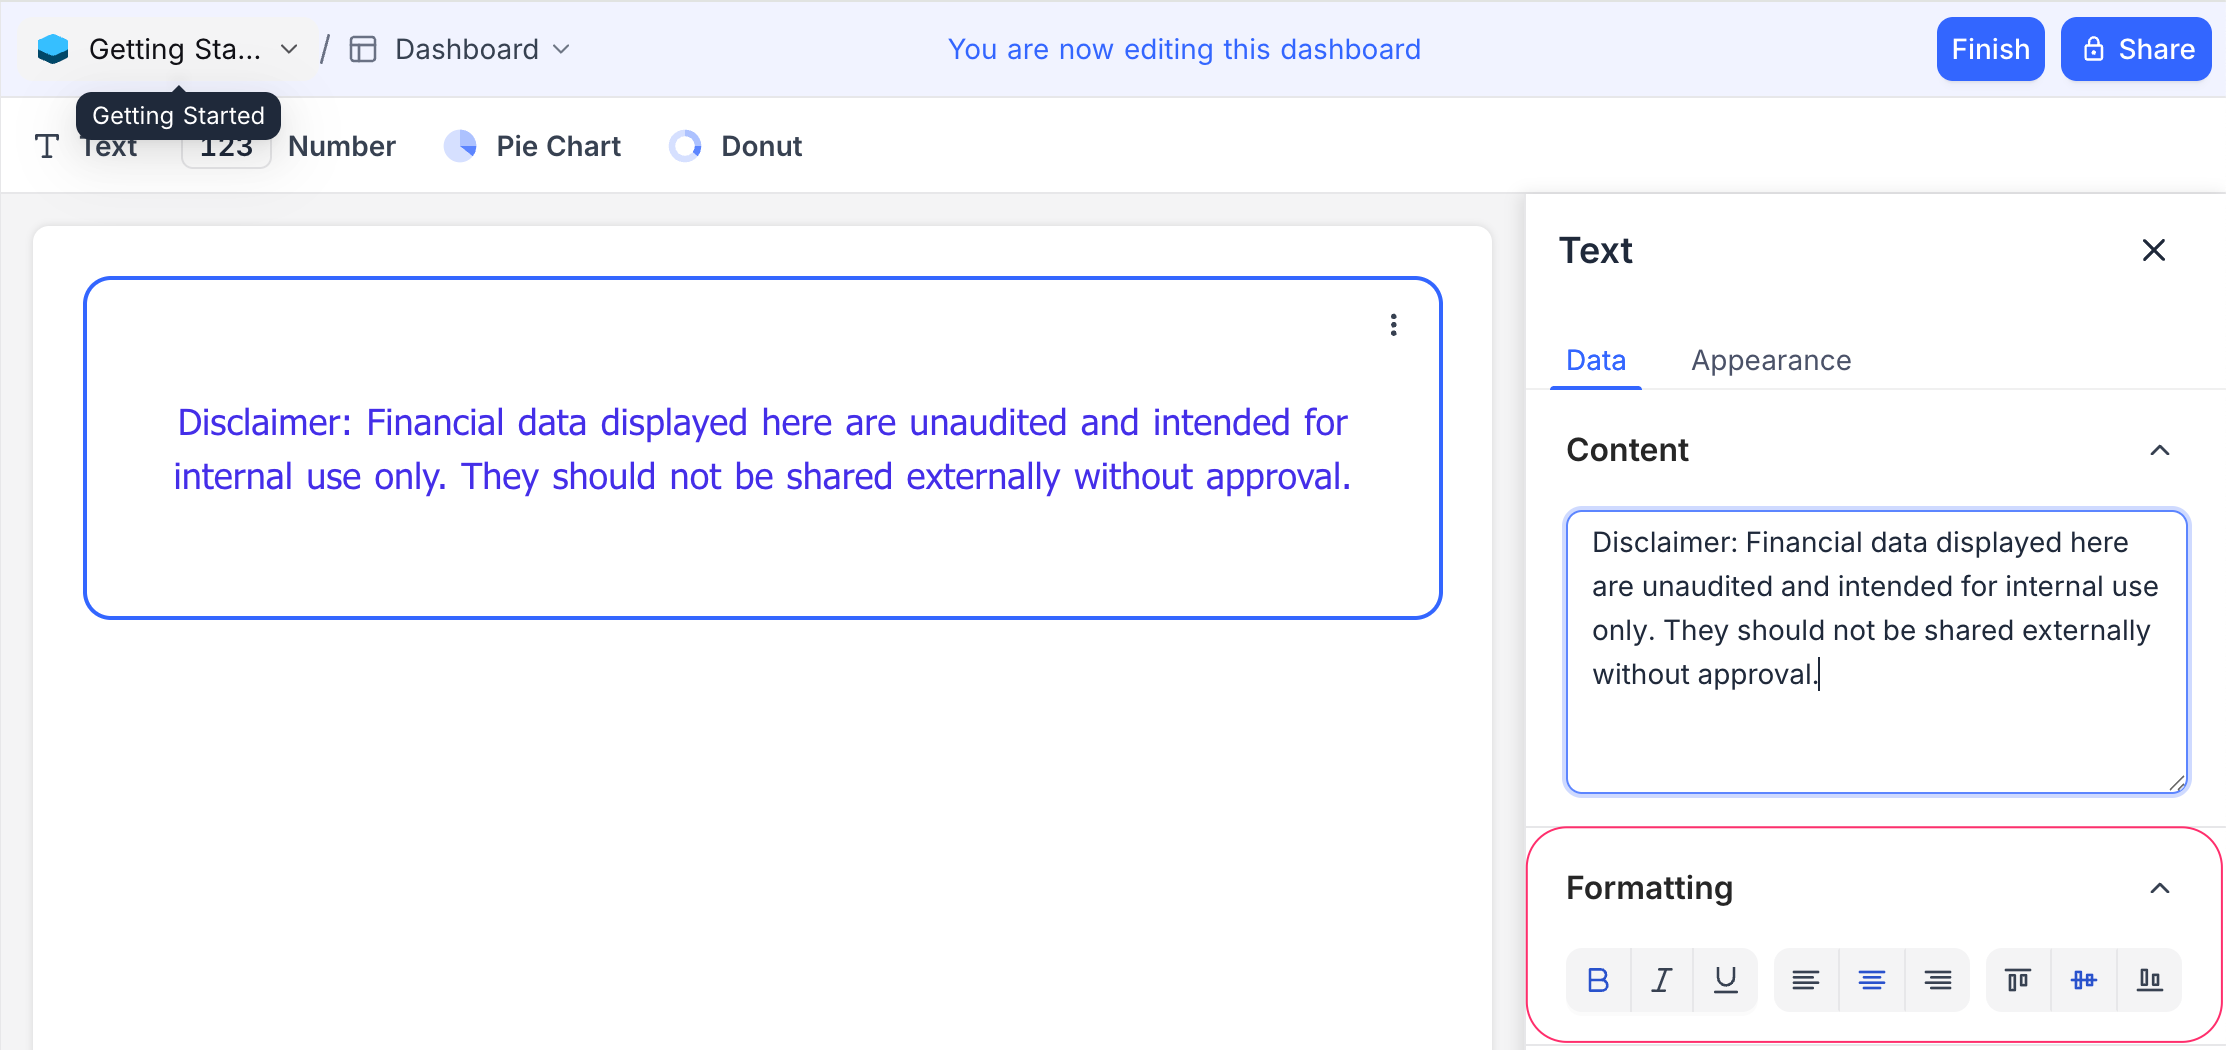 Getting Sta... / Dashboard
You are now editing this dashboard
Finish
Share
Getting Started
Text
123 Number
Pie Chart
Donut
Disclaimer: Financial data displayed here are unaudited and intended for
internal use only. They should not be shared externally without approval.
Text
Data
Appearance
Content
Disclaimer: Financial data displayed here
are unaudited and intended for internal use
only. They should not be shared externally
without approval.
Formatting
B I U